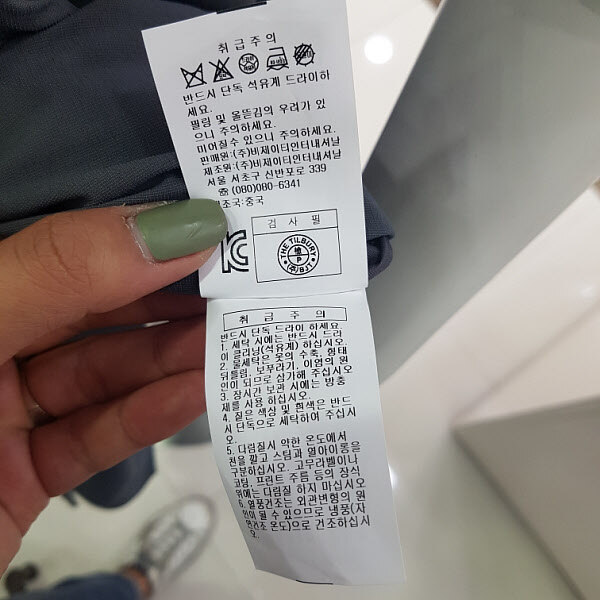 취급주의
반드시 단독 석유계 드라이하
세요.
밀링 및 올뜯김의 우려가 있
으니 주의하세요.
미어질수 있으니 주의하세요.
판매원:(주)비제이티인터내셔날
제조원:(주)비제이티인터내셔날
서울 서초구 신반포로 339
☎(080)080-6341
조국:중국
검사필
THE TILBURY
P
(주)BJT
취급주의
반드시 단독 드라이 하세요
1. 세탁 시에는 반드시 드라
이 클리닝(석유계) 하십시오.
2. 물세탁은 옷의 수축, 형태
뒤틀림, 보푸라기, 이염의 원
인이 되므로 삼가해 주십시오
3. 장시간 보관 시에는 방충
제를 사용 하십시오.
4. 짙은 색상 및 흰색은 반드
시 단독으로 세탁하여 주십시
오.
5. 다림질시 약한 온도에서
천을 깔고 스팀과 열아이롱을
구분하십시오. 고무라벨이나
코팅, 프린트 주름 등의 장식
위에는 다림질 하지 마십시오
6. 열풍건조는 외관변형의 원
인이 될 수 있으므로 냉풍(자
연건조 온도)으로 건조하십시
오.